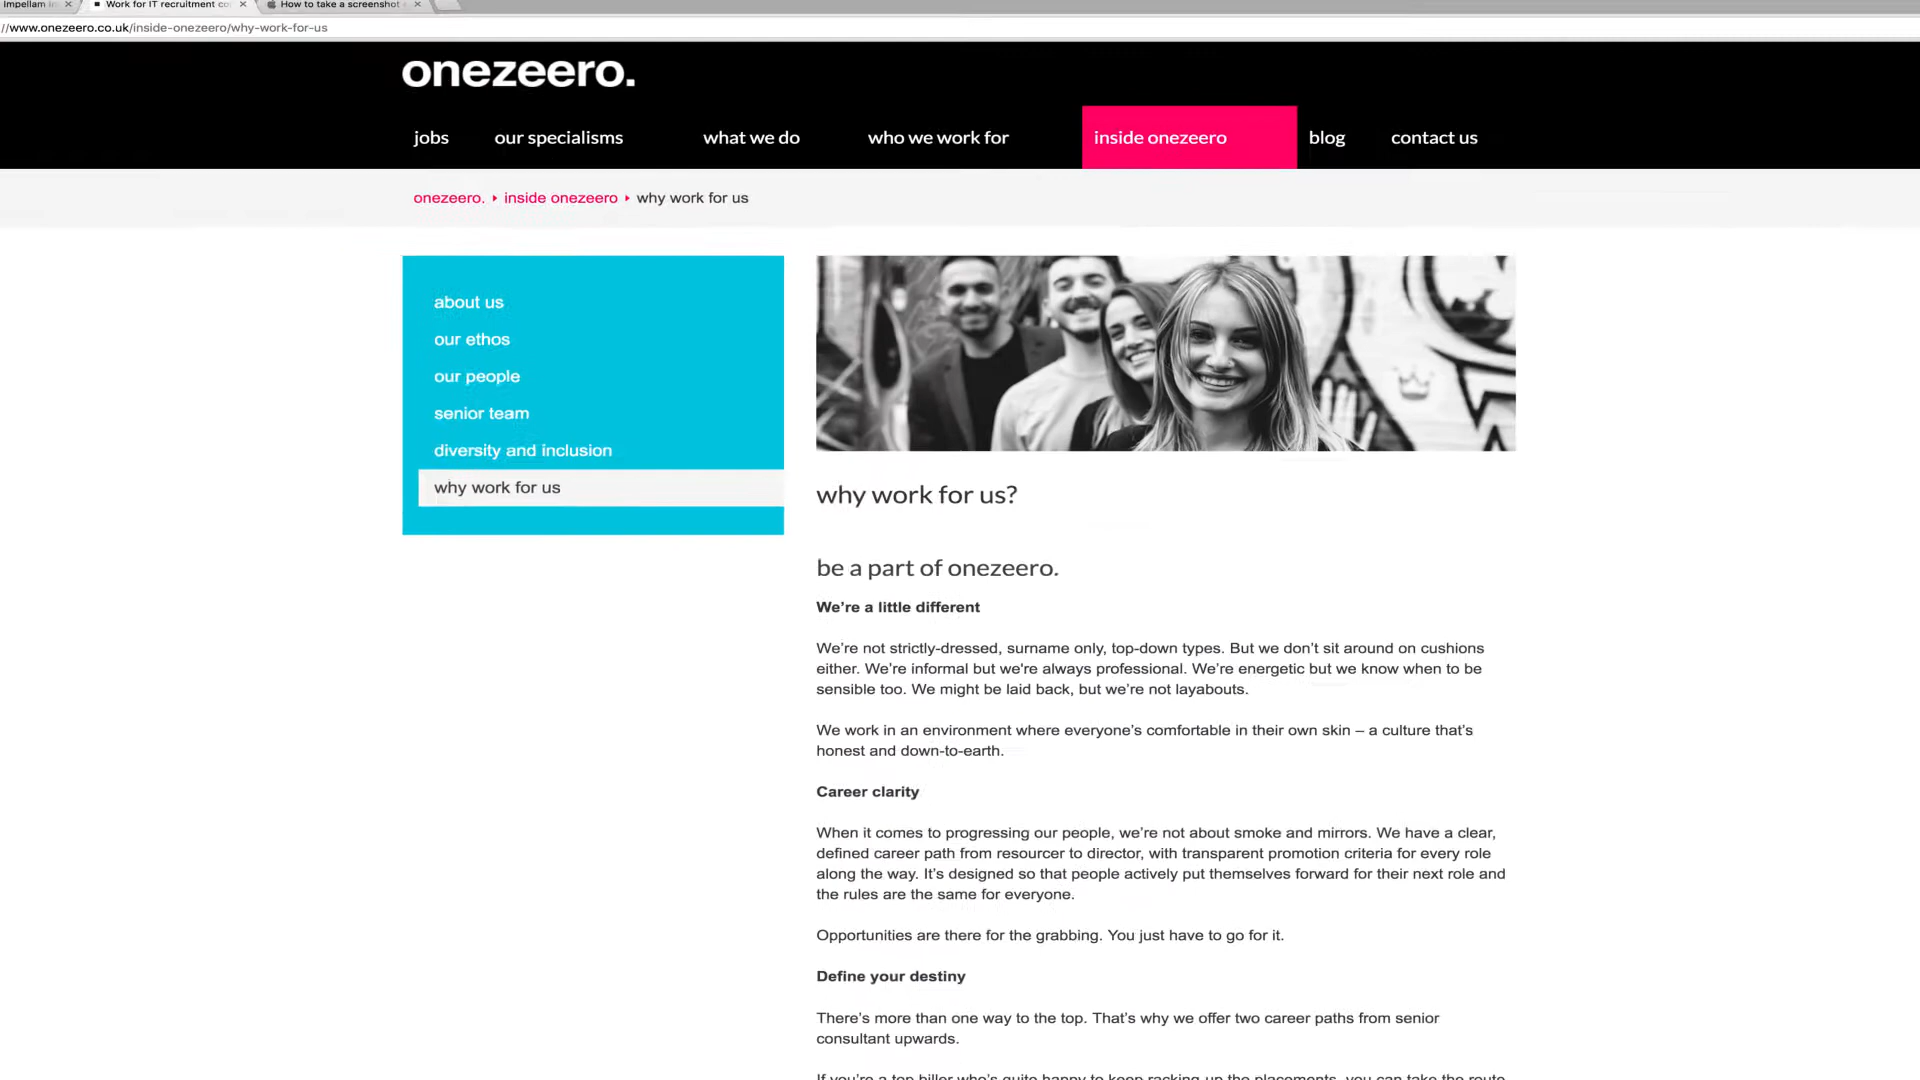 Impellam in
Work for IT recruitment co
How to take a screenshot
//www.onezeero.co.uk/inside-onezeero/why-work-for-us
onezeero.
jobs our specialisms what we do who we work for inside onezeero blog contact us
onezeero. inside onezeero why work for us
about us
our ethos
our people
senior team
diversity and inclusion
why work for us
why work for us?
be a part of onezeero.
We’re a little different
We’re not strictly-dressed, surname only, top-down types. But we don’t sit around on cushions
either. We’re informal but we're always professional. We’re energetic but we know when to be
sensible too. We might be laid back, but we’re not layabouts.
We work in an environment where everyone’s comfortable in their own skin – a culture that’s
honest and down-to-earth.
Career clarity
When it comes to progressing our people, we’re not about smoke and mirrors. We have a clear,
defined career path from resourcer to director, with transparent promotion criteria for every role
along the way. It’s designed so that people actively put themselves forward for their next role and
the rules are the same for everyone.
Opportunities are there for the grabbing. You just have to go for it.
Define your destiny
There’s more than one way to the top. That’s why we offer two career paths from senior
consultant upwards.
If you’re a top biller who’s quite happy to keep racking up the placements, you can take the route